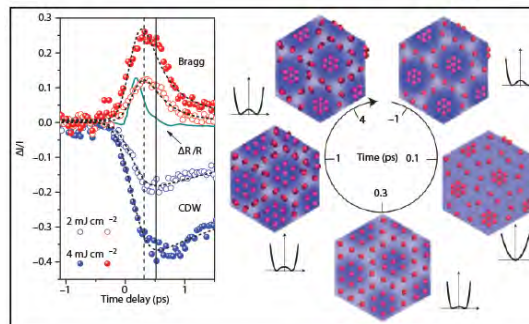 0.3
Bragg
0.2
0.1
0.0
ΔI/I
ΔR/R
-0.1
-0.2
CDW
2 mJ cm⁻²
-0.3
4 mJ cm⁻²
-0.4
-1 0 1
Time delay (ps)
4 -1
1 Time (ps) 0.1
0.3